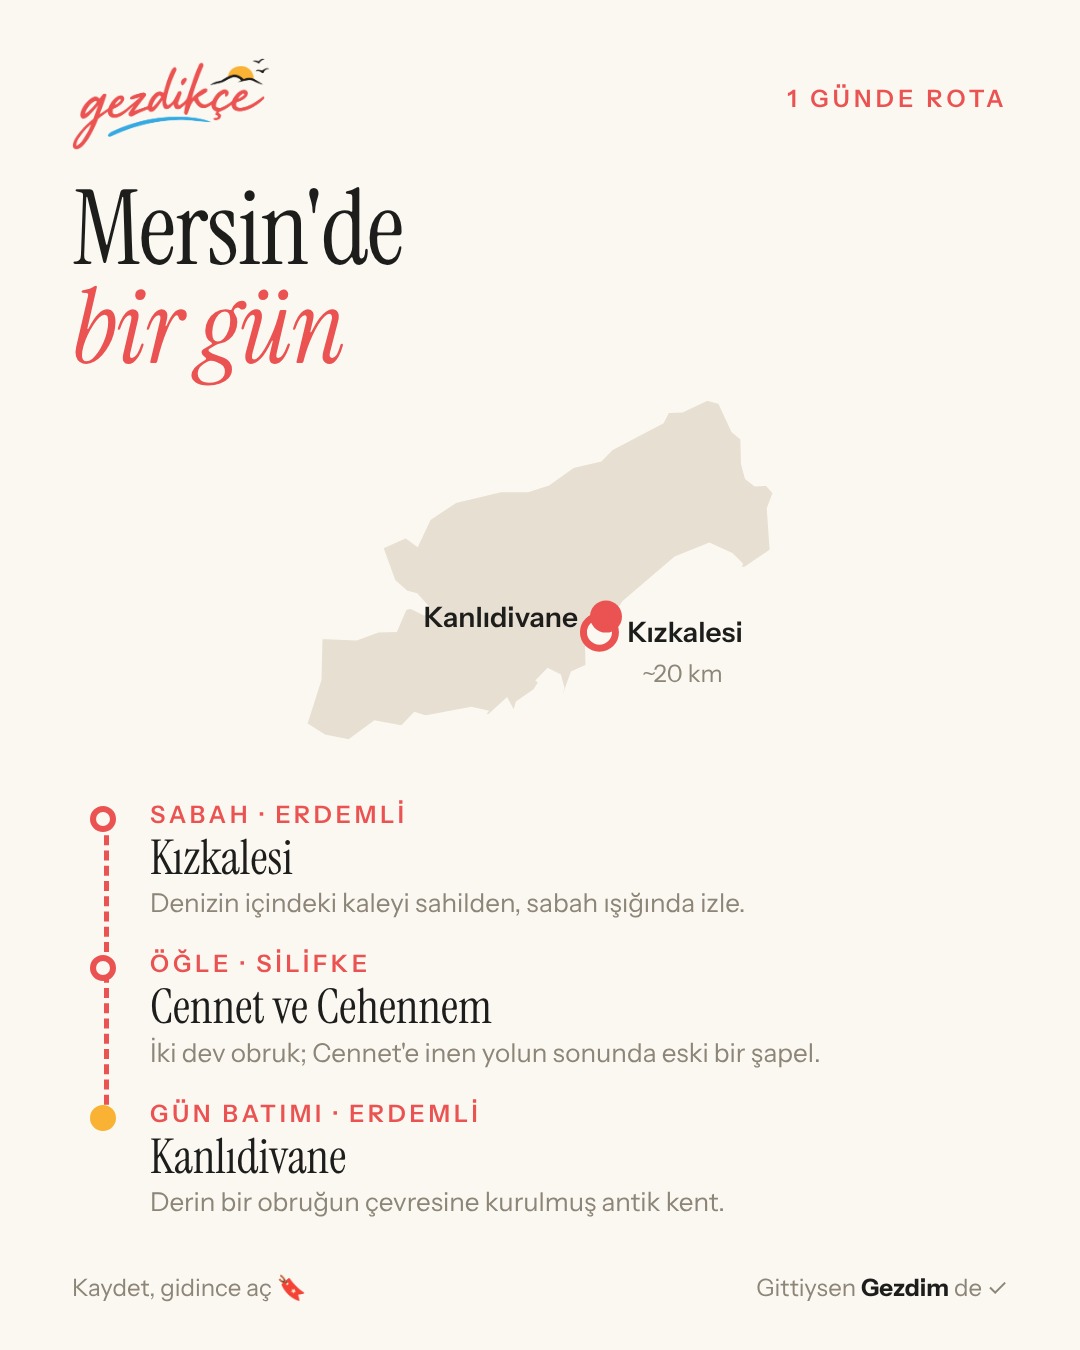 gezdikçe
1 GÜNDE ROTA
Mersin'de
bir gün
Kanlıdivane
Kızkalesi
~20 km
SABAH · ERDEMLİ
Kızkalesi
Denizin içindeki kaleyi sahilden, sabah ışığında izle.
ÖĞLE · SİLİFKE
Cennet ve Cehennem
İki dev obruk; Cennet'e inen yolun sonunda eski bir şapel.
GÜN BATIMI · ERDEMLİ
Kanlıdivane
Derin bir obruğun çevresine kurulmuş antik kent.
Kaydet, gidince aç 🔖
Gittiysen Gezdim de ✓